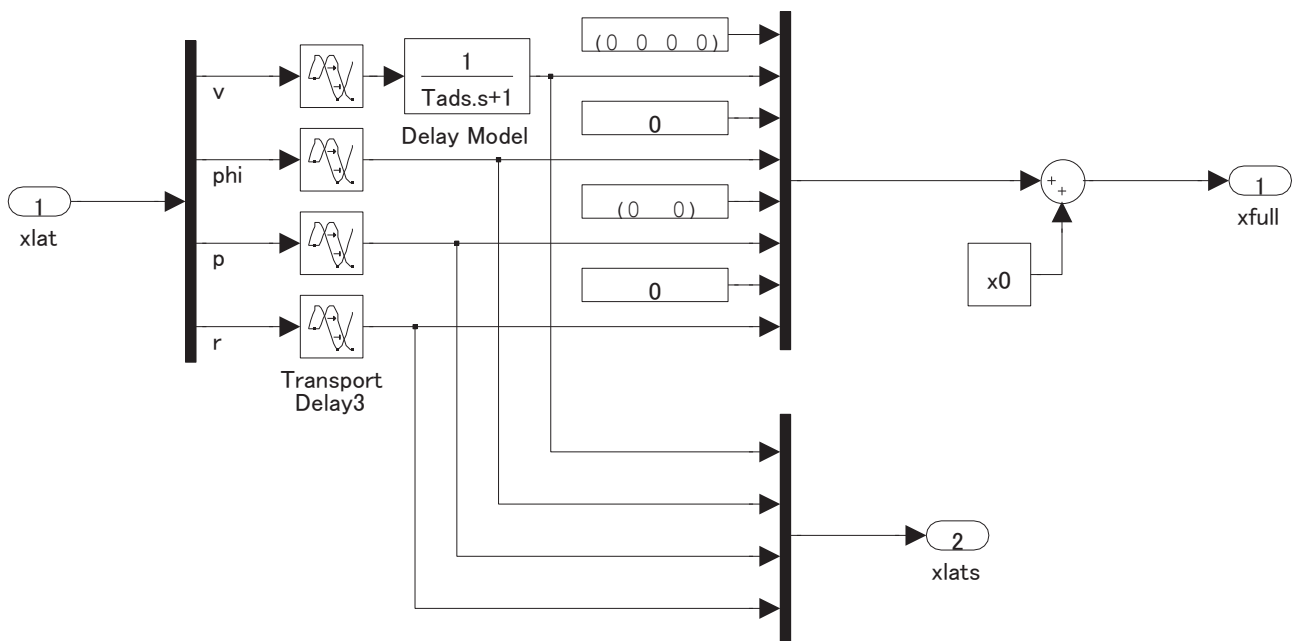 (0 0 0 0)
1
Tads.s+1
Delay Model
v
0
phi
1
xlat
(0 0)
+
+
1
xfull
p
0
x0
r
Transport
Delay3
2
xlats